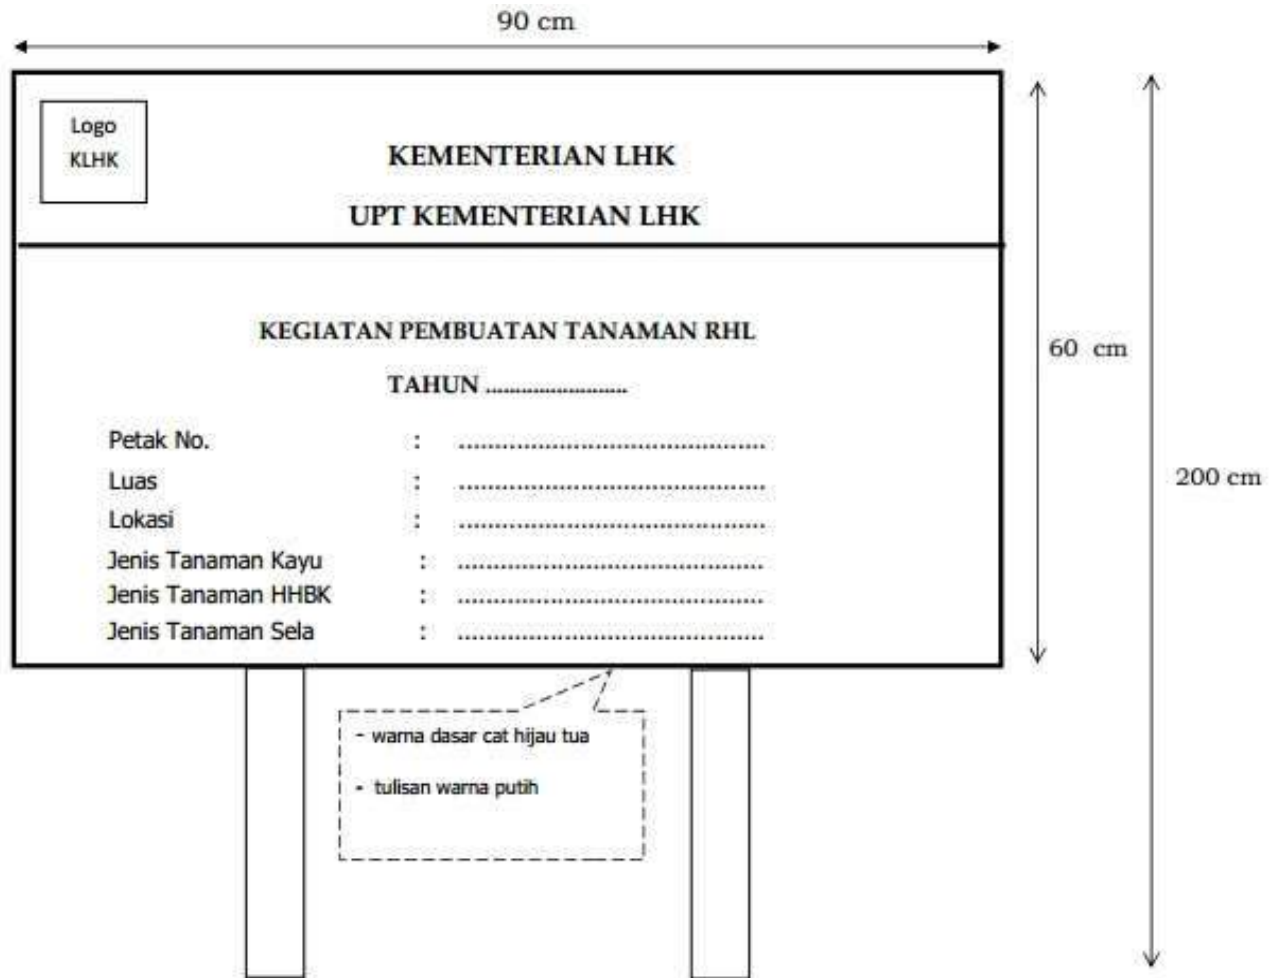 90 cm
Logo
KLHK
KEMENTERIAN LHK
UPT KEMENTERIAN LHK
KEGIATAN PEMBUATAN TANAMAN RHL
TAHUN ..........................
60 cm
200 cm
Petak No. : ..........................................
Luas : ..........................................
Lokasi : ..........................................
Jenis Tanaman Kayu : ..........................................
Jenis Tanaman HHBK : ..........................................
Jenis Tanaman Sela : ..........................................
- warna dasar cat hijau tua
- tulisan warna putih